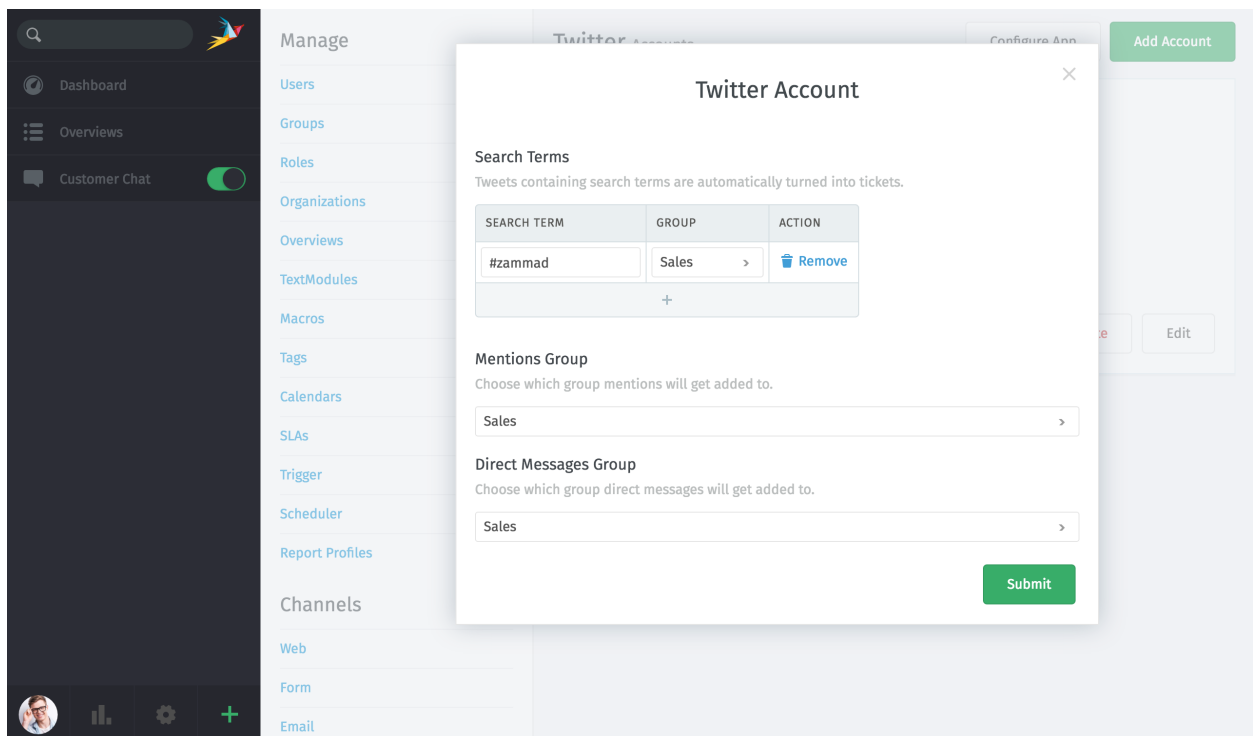 Dashboard
Overviews
Customer Chat
Manage
Users
Groups
Roles
Organizations
Overviews
TextModules
Macros
Tags
Calendars
SLAs
Trigger
Scheduler
Report Profiles
Channels
Web
Form
Email
Twitter Accounts
Configure App
Add Account
Edit
Twitter Account
Search Terms
Tweets containing search terms are automatically turned into tickets.
SEARCH TERM GROUP ACTION
#zammad Sales Remove
+
Mentions Group
Choose which group mentions will get added to.
Sales
Direct Messages Group
Choose which group direct messages will get added to.
Sales
Submit